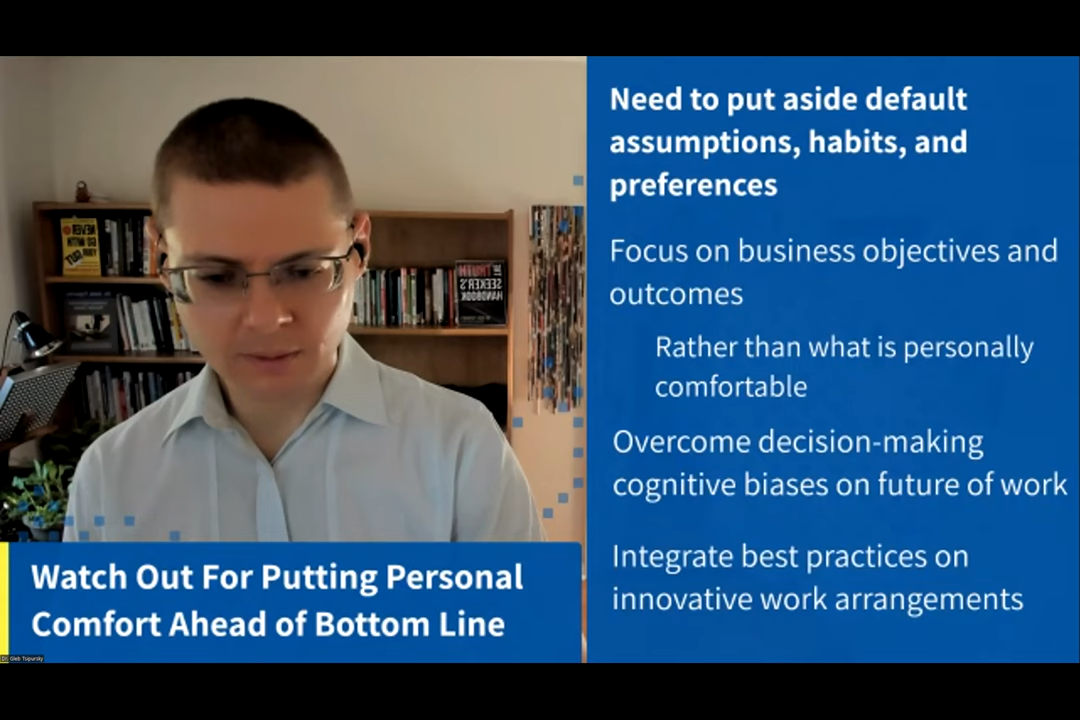 Need to put aside default
assumptions, habits, and
preferences
Focus on business objectives and
outcomes
Rather than what is personally
comfortable
Overcome decision-making
cognitive biases on future of work
Integrate best practices on
innovative work arrangements
NEVER
GO WITH
YOUR
GUT
THE
TRUTH
SEEKER'S
HANDBOOK
Watch Out For Putting Personal
Comfort Ahead of Bottom Line
Dr. Gleb Tsipursky